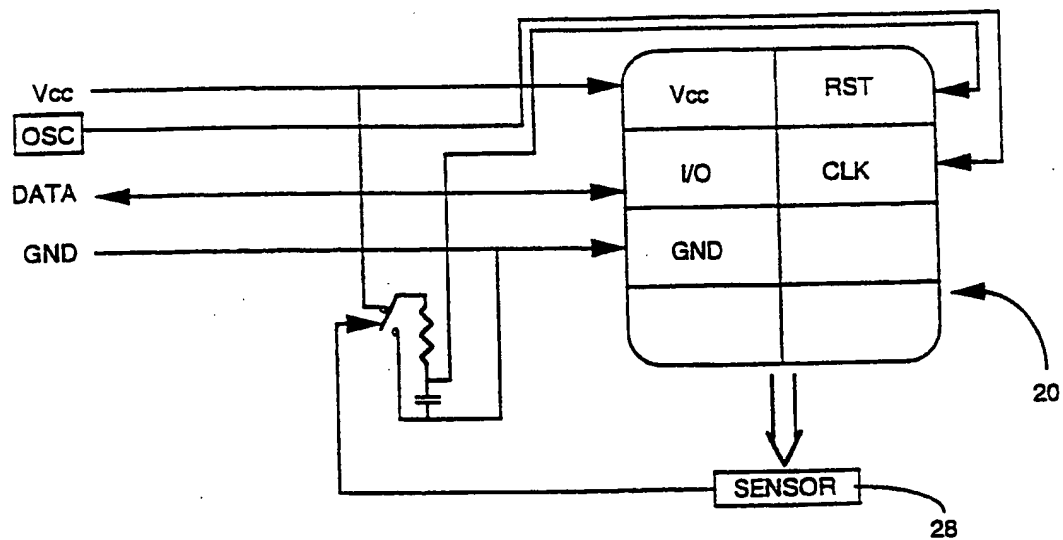 Vcc
OSC
DATA
GND
Vcc
RST
I/O
CLK
GND
20
SENSOR
28